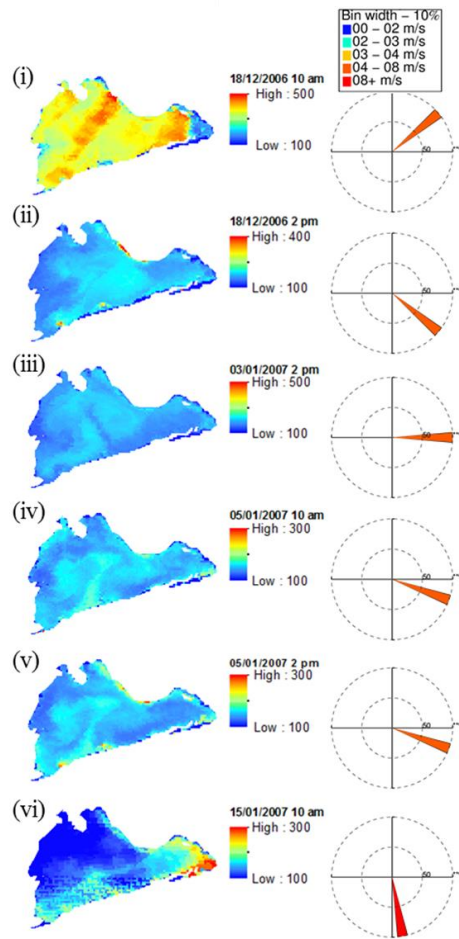 Bin width – 10%
00 – 02 m/s
02 – 03 m/s
03 – 04 m/s
04 – 08 m/s
08+ m/s
(i)
18/12/2006 10 am
High : 500
Low : 100
50
(ii)
18/12/2006 2 pm
High : 400
Low : 100
50
(iii)
03/01/2007 2 pm
High : 500
Low : 100
50
(iv)
05/01/2007 10 am
High : 300
Low : 100
50
(v)
05/01/2007 2 pm
High : 300
Low : 100
50
(vi)
15/01/2007 10 am
High : 300
Low : 100
50